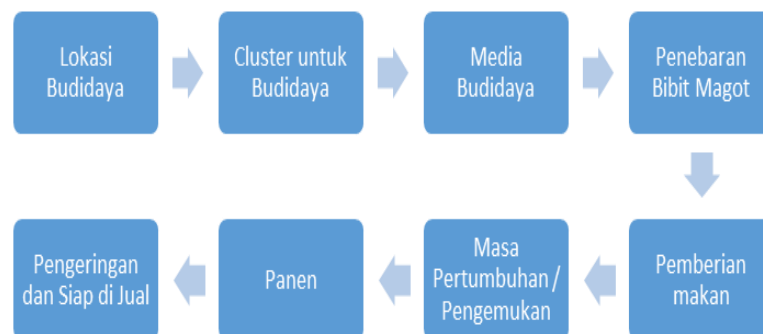 Lokasi
Budidaya
Cluster untuk
Budidaya
Media
Budidaya
Penebaran
Bibit Magot
Pemberian
makan
Masa
Pertumbuhan /
Pengemukan
Panen
Pengeringan
dan Siap di Jual